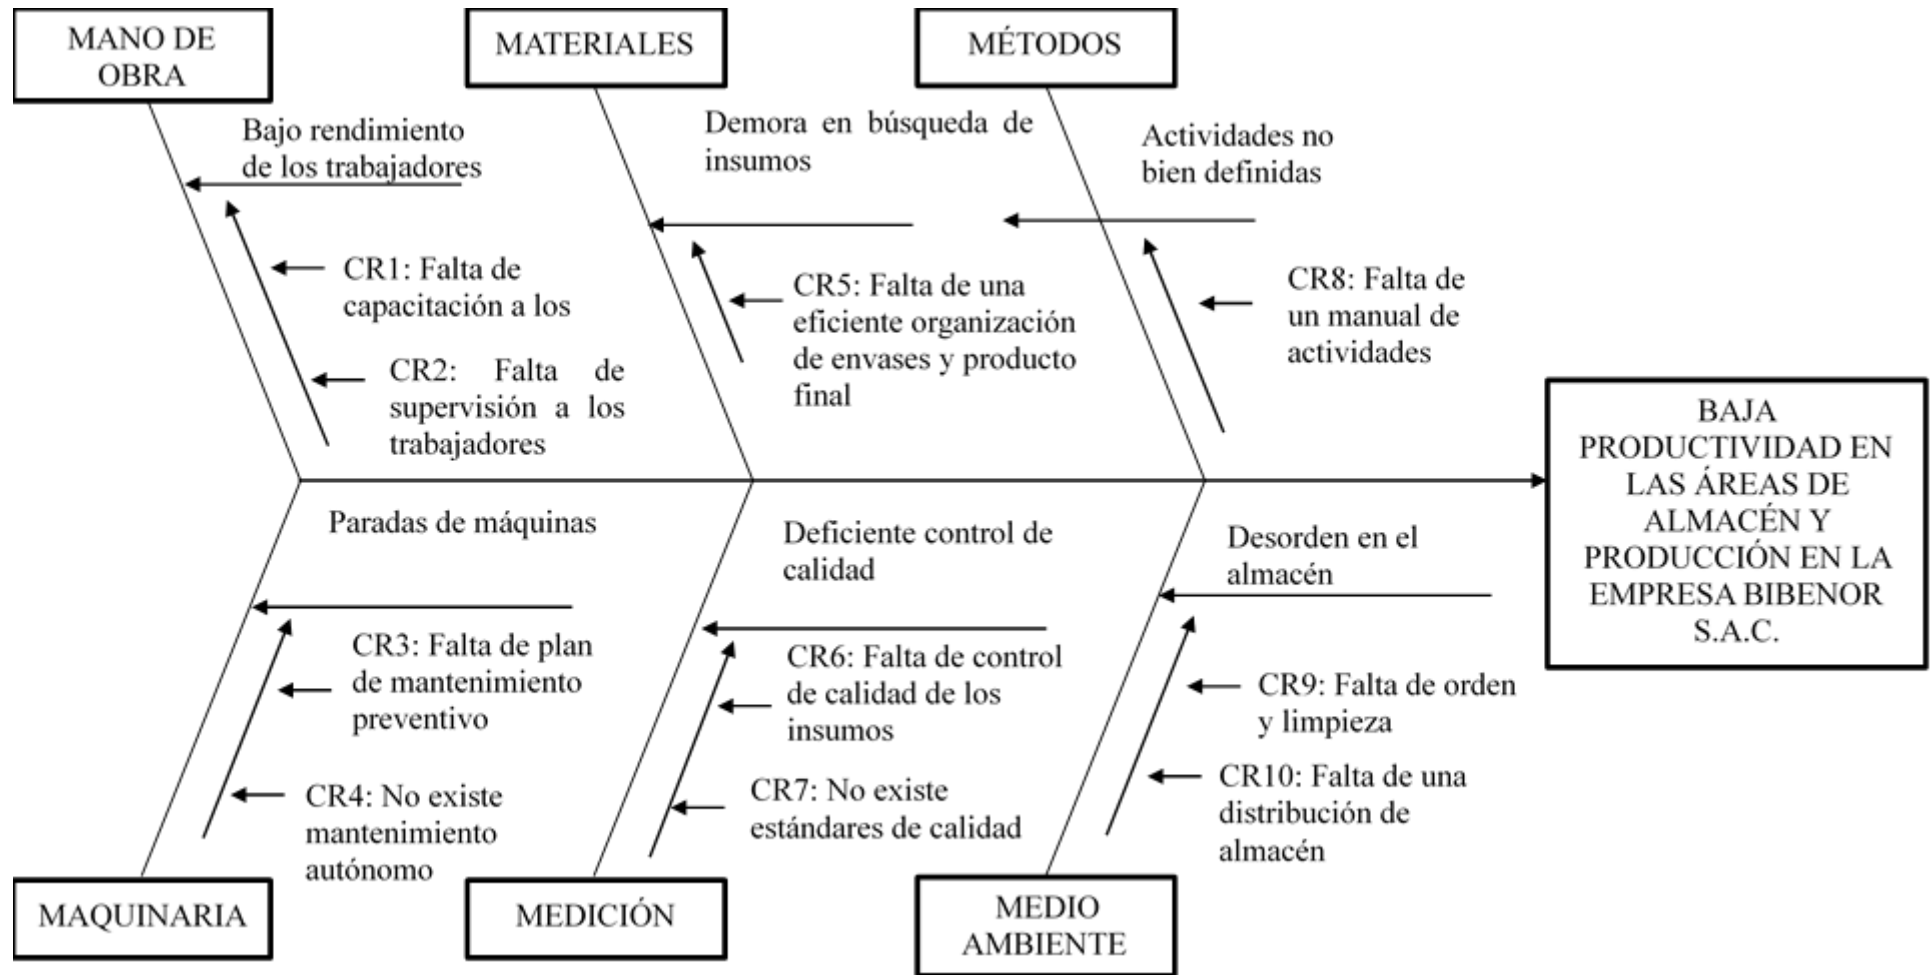 MANO DE
OBRA
MATERIALES
MÉTODOS
Bajo rendimiento
de los trabajadores
Demora en búsqueda de
insumos
Actividades no
bien definidas
CR1: Falta de
capacitación a los
CR2: Falta de
supervisión a los
trabajadores
CR5: Falta de una
eficiente organización
de envases y producto
final
CR8: Falta de
un manual de
actividades
BAJA
PRODUCTIVIDAD EN
LAS ÁREAS DE
ALMACÉN Y
PRODUCCIÓN EN LA
EMPRESA BIBENOR
S.A.C.
Paradas de máquinas
Deficiente control de
calidad
Desorden en el
almacén
CR3: Falta de plan
de mantenimiento
preventivo
CR4: No existe
mantenimiento
autónomo
CR6: Falta de control
de calidad de los
insumos
CR7: No existe
estándares de calidad
CR9: Falta de orden
y limpieza
CR10: Falta de una
distribución de
almacén
MAQUINARIA
MEDICIÓN
MEDIO
AMBIENTE